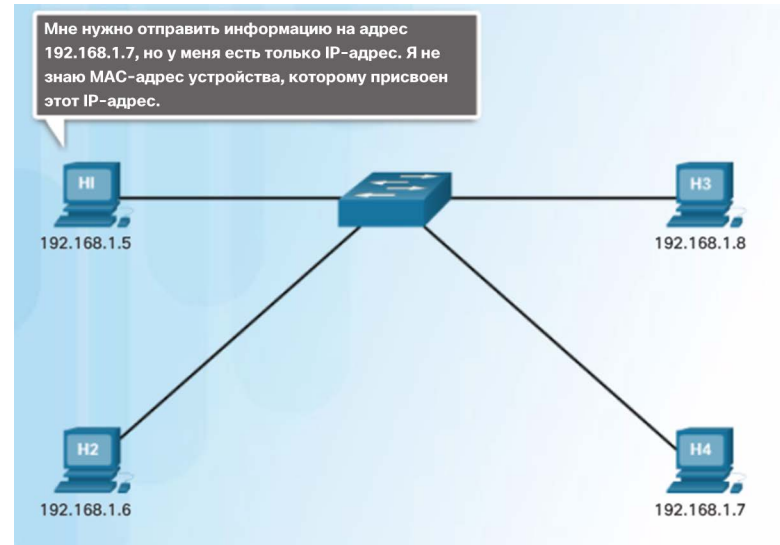 Мне нужно отправить информацию на адрес
192.168.1.7, но у меня есть только IP-адрес. Я не
знаю MAC-адрес устройства, которому присвоен
этот IP-адрес.
H1
192.168.1.5
H3
192.168.1.8
H2
192.168.1.6
H4
192.168.1.7